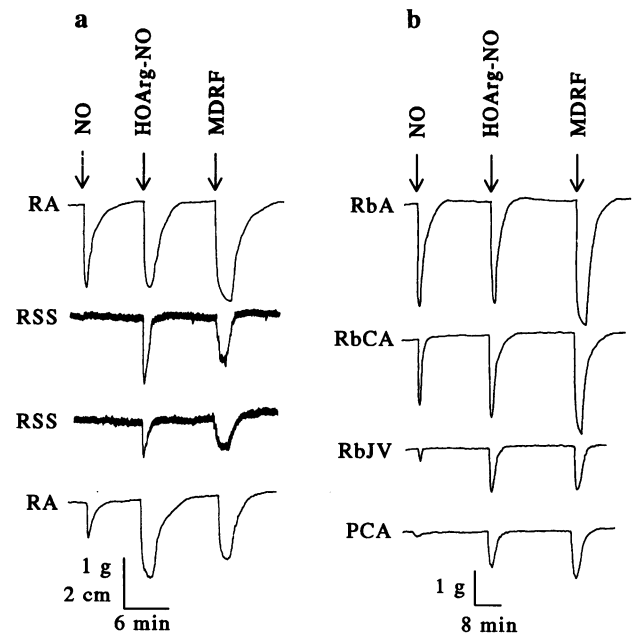 a
NO
HOArg-NO
MDRF
RA
RSS
RSS
RA
1 g
2 cm
6 min
b
NO
HOArg-NO
MDRF
RbA
RbCA
RbJV
PCA
1 g
8 min